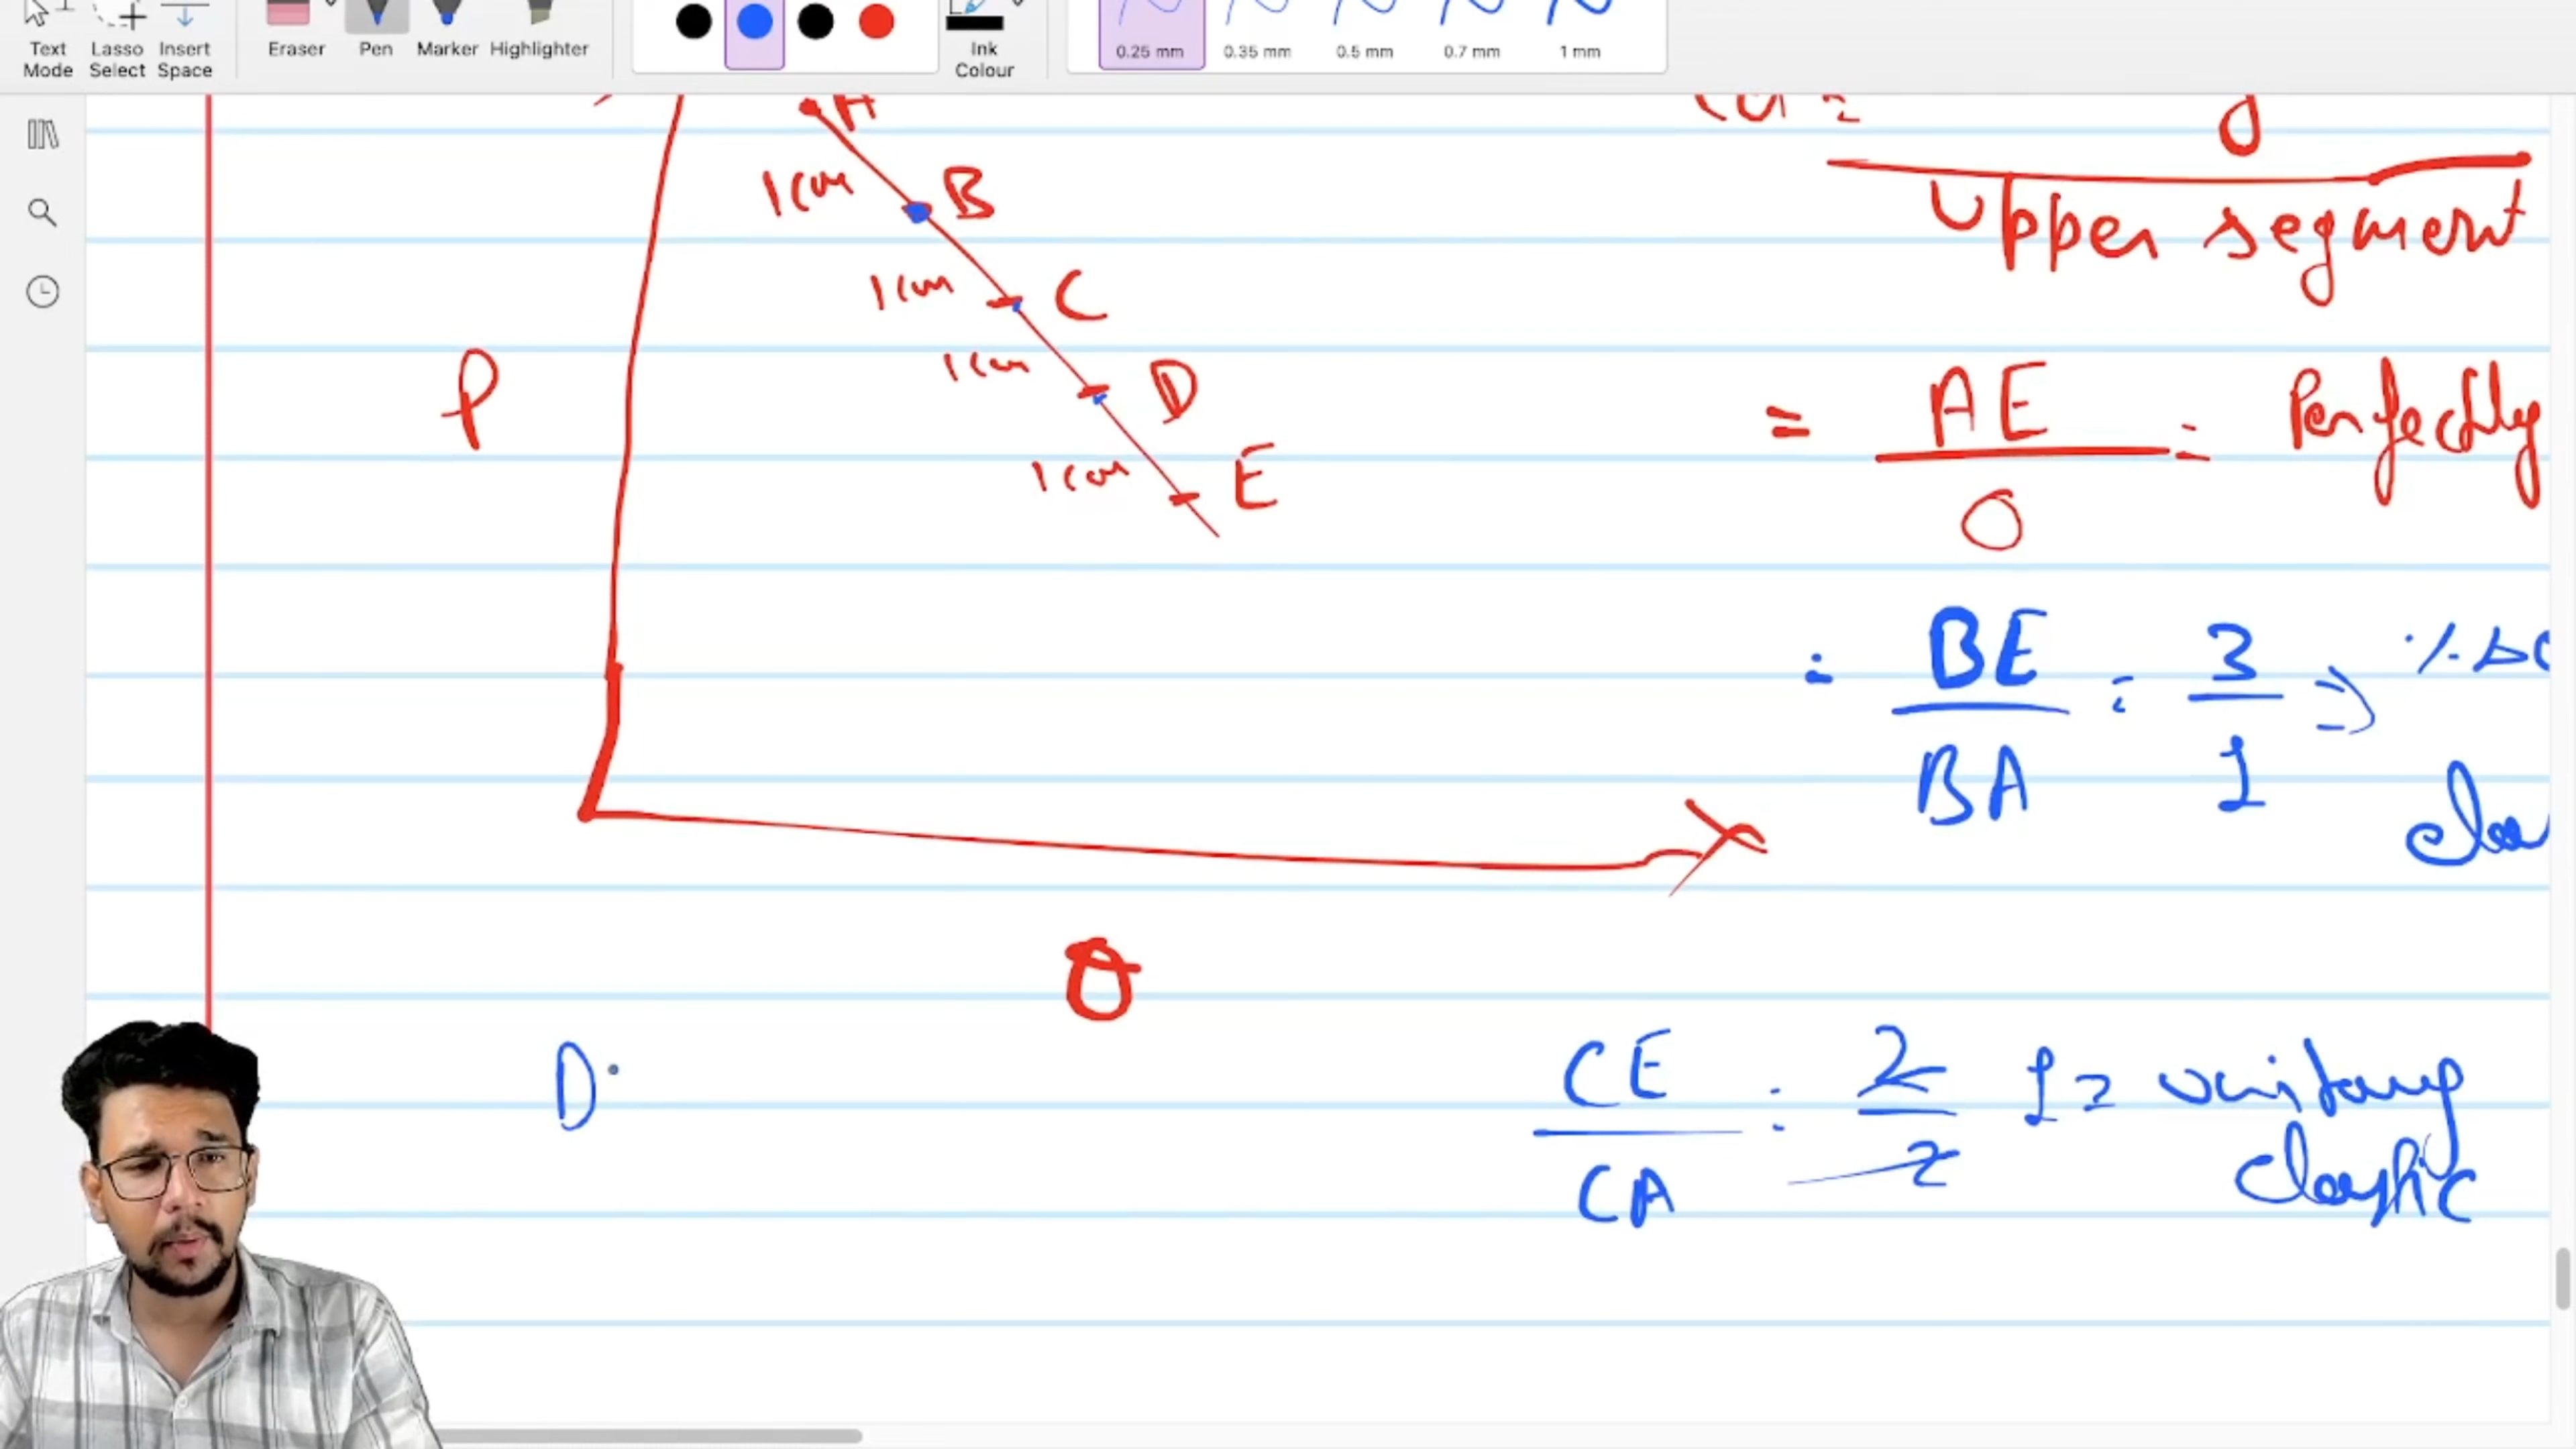 Text Mode
Lasso Select
Insert Space
Eraser
Pen
Marker
Highlighter
Ink Colour
0.25 mm
0.35 mm
0.5 mm
0.7 mm
1 mm
A
1cm B
1cm C
1cm D
1cm E
P
Upper segment
= AE / 0 = Perfectly
= BE / BA = 3 / 1 ⇒ %
CE / CA = 2 / 2 1 = unitary
D